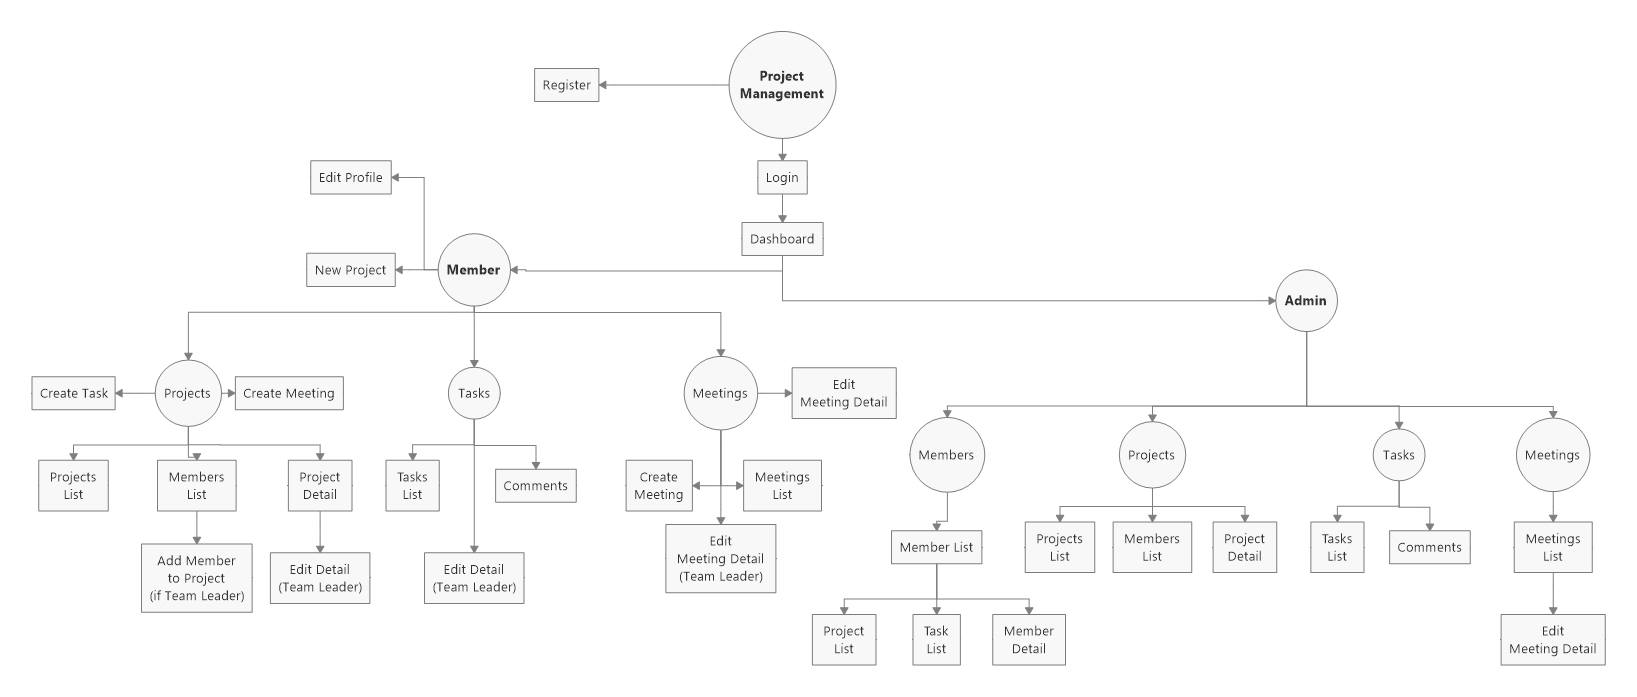 Project
Management
Register
Login
Edit Profile
Dashboard
New Project
Member
Admin
Create Task
Projects
Create Meeting
Tasks
Meetings
Edit
Meeting Detail
Projects
List
Members
List
Project
Detail
Tasks
List
Comments
Create
Meeting
Meetings
List
Members
Projects
Tasks
Meetings
Add Member
to Project
(if Team Leader)
Edit Detail
(Team Leader)
Edit Detail
(Team Leader)
Edit
Meeting Detail
(Team Leader)
Member List
Projects
List
Members
List
Project
Detail
Tasks
List
Comments
Meetings
List
Project
List
Task
List
Member
Detail
Edit
Meeting Detail